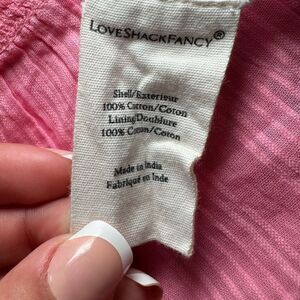 LOVESHACKFANCY®
Shell/Exterieur
100% Cotton/Coton
Lining/Doublure
100% Cotton/Coton
Made in India
Fabriqué en Inde